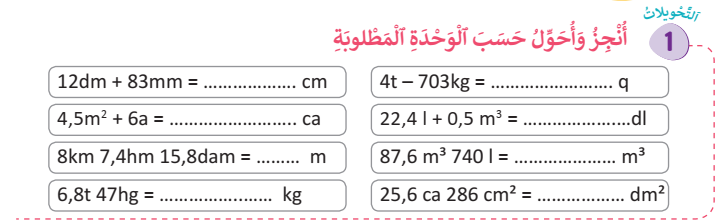 ٱلتَّحْويلاتُ
1 أُنْجِزُ وَأُحَوِّلُ حَسَبَ ٱلْوَحْدَةِ ٱلْمَطْلوبَةِ
12dm + 83mm = .................. cm
4t – 703kg = ......................... q
4,5m² + 6a = .......................... ca
22,4 l + 0,5 m³ = ......................dl
8km 7,4hm 15,8dam = ......... m
87,6 m³ 740 l = ..................... m³
6,8t 47hg = ....................... kg
25,6 ca 286 cm² = .................. dm²